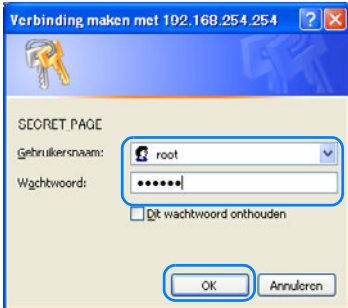 Verbinding maken met 192.168.254.254
SECRET_PAGE
Gebruikersnaam:
root
Wachtwoord:
••••••
Dit wachtwoord onthouden
OK
Annuleren